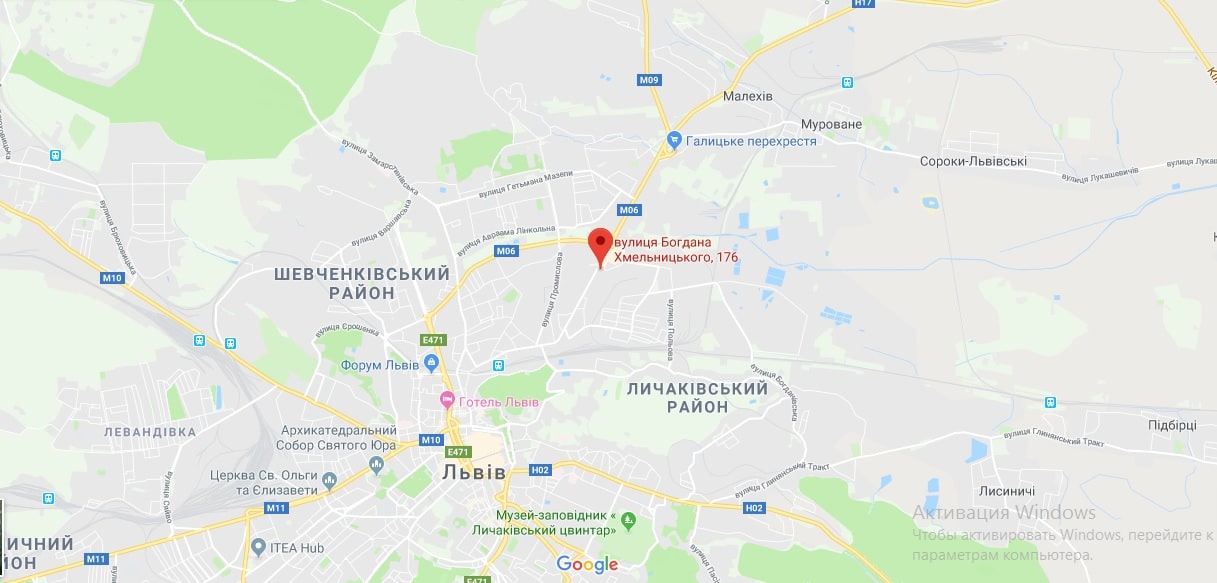 H17
M09
Малехів
Муроване
Галицьке перехрестя
Сороки-Львівські
вулиця Лукашевичів
вулиця Замарстинівська
вулиця Гетьмана Мазепи
M06
вулиця Варшавська
вулиця Авраама Лінкольна
M06
вулиця Богдана
Хмельницького, 176
вулиця Брюховицька
M10
ШЕВЧЕНКІВСЬКИЙ
РАЙОН
вулиця Промислова
вулиця Єрошенка
E471
вулиця Польова
Форум Львів
вулиця Богданівська
ЛИЧАКІВСЬКИЙ
РАЙОН
Готель Львів
ЛЕВАНДІВКА
Архикатедральний
Собор Святого Юра
M10
E471
Підбірці
вулиця Глинянський Тракт
ЛЬВІВ
H02
вулиця Глинянський Тракт
Церква Св. Ольги
та Єлизавети
вулиця Сяйво
Лисиничі
M11
H02
Музей-заповідник «
Личаківський цвинтар»
Активация Windows
Чтобы активировать Windows, перейдите к
параметрам компьютера.
ИЧНИЙ
ЙОН
M11
ITEA Hub
Google
E471